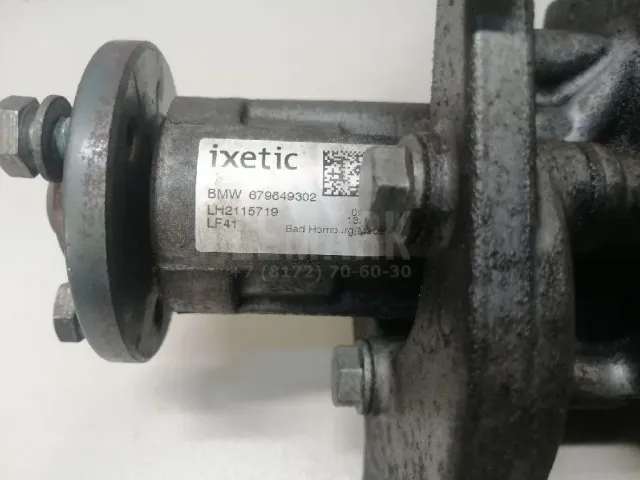 ixetic
BMW 679649302
LH2115719
LF41
Bad Homburg,
+7 (8172) 70-60-30